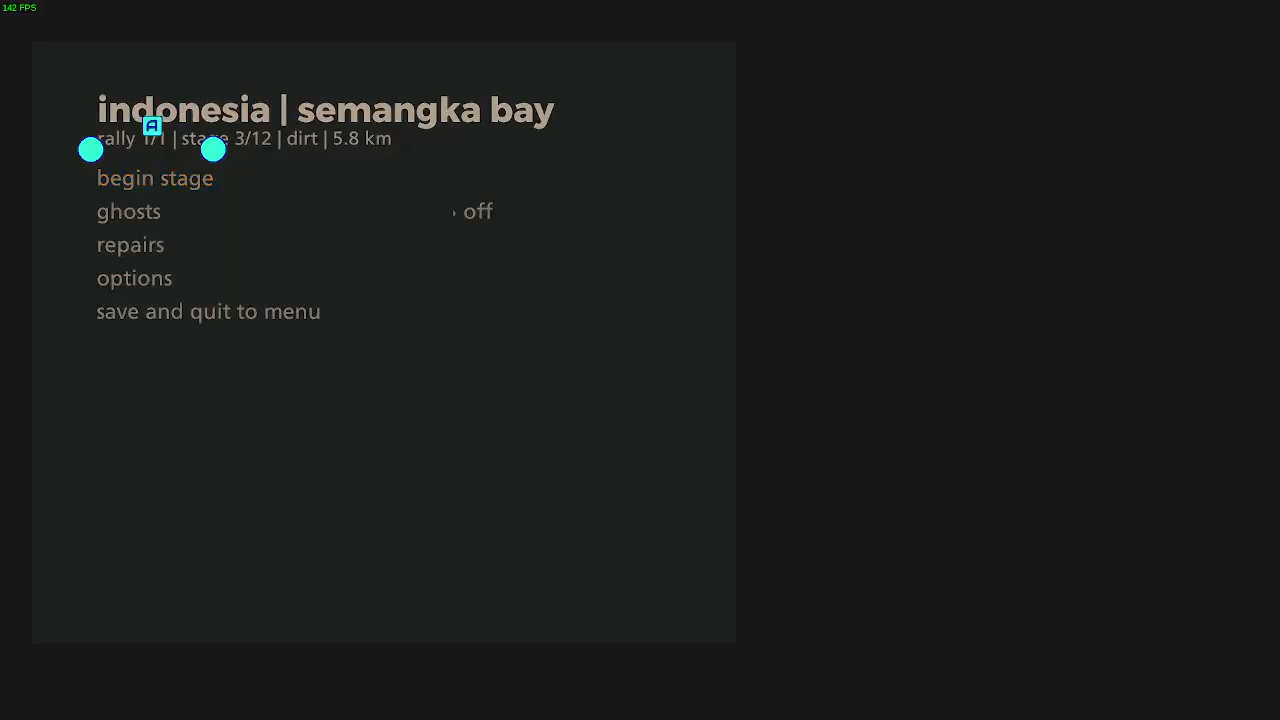 142 FPS
indonesia | semangka bay
A
rally 1/1 | stage 3/12 | dirt | 5.8 km
begin stage
ghosts › off
repairs
options
save and quit to menu